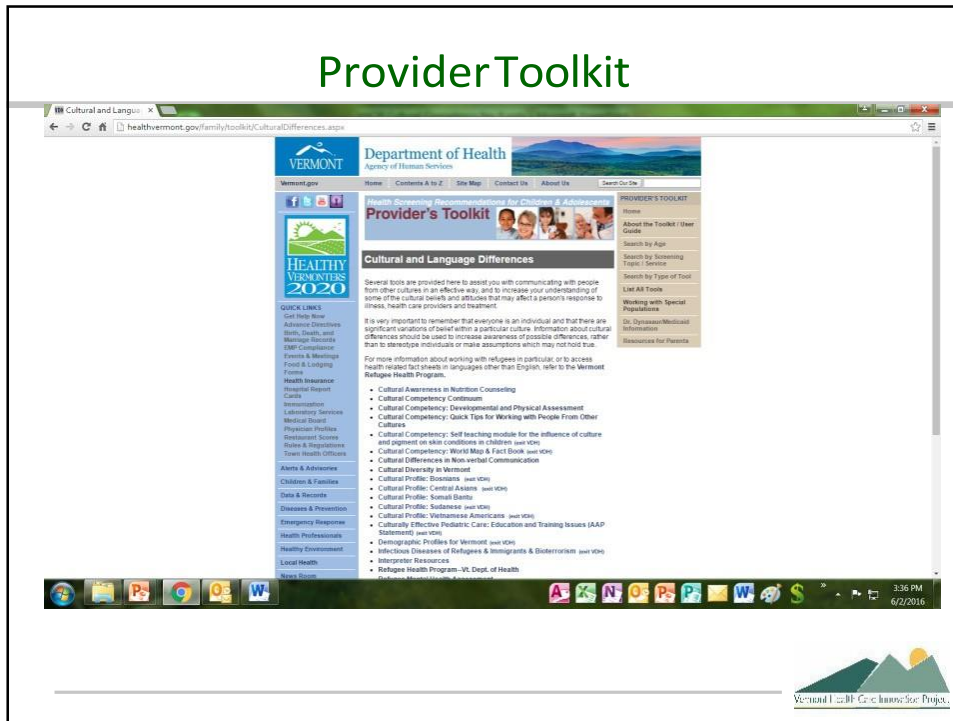 Provider Toolkit
Cultural and Langua
healthvermont.gov/family/toolkit/CulturalDifferences.aspx
VERMONT
Department of Health
Agency of Human Services
Vermont.gov
Home Contents A to Z Site Map Contact Us About Us
Search Our Site
Health Screening Recommendations for Children & Adolescents
Provider's Toolkit
HEALTHY
VERMONTERS
2020
QUICK LINKS
Get Help Now
Advance Directives
Birth, Death, and
Marriage Records
EMP Compliance
Events & Meetings
Food & Lodging
Forms
Health Insurance
Hospital Report
Cards
Immunization
Laboratory Services
Medical Board
Physician Profiles
Restaurant Scores
Rules & Regulations
Town Health Officers
Alerts & Advisories
Children & Families
Data & Records
Diseases & Prevention
Emergency Response
Health Professionals
Healthy Environment
Local Health
News Room
Cultural and Language Differences
Several tools are provided here to assist you with communicating with people
from other cultures in an effective way, and to increase your understanding of
some of the cultural beliefs and attitudes that may affect a person's response to
illness, health care providers and treatment.
It is very important to remember that everyone is an individual and that there are
significant variations of belief within a particular culture. Information about cultural
differences should be used to increase awareness of possible differences, rather
than to stereotype individuals or make assumptions which may not hold true.
For more information about working with refugees in particular, or to access
health related fact sheets in languages other than English, refer to the Vermont
Refugee Health Program.
• Cultural Awareness in Nutrition Counseling
• Cultural Competency Continuum
• Cultural Competency: Developmental and Physical Assessment
• Cultural Competency: Quick Tips for Working with People From Other
Cultures
• Cultural Competency: Self teaching module for the influence of culture
and pigment on skin conditions in children (exit VDH)
• Cultural Competency: World Map & Fact Book (exit VDH)
• Cultural Differences in Non-verbal Communication
• Cultural Diversity in Vermont
• Cultural Profile: Bosnians (exit VDH)
• Cultural Profile: Central Asians (exit VDH)
• Cultural Profile: Somali Bantu
• Cultural Profile: Sudanese (exit VDH)
• Cultural Profile: Vietnamese Americans (exit VDH)
• Culturally Effective Pediatric Care: Education and Training Issues (AAP
Statement) (exit VDH)
• Demographic Profiles for Vermont (exit VDH)
• Infectious Diseases of Refugees & Immigrants & Bioterrorism (exit VDH)
• Interpreter Resources
• Refugee Health Program--Vt. Dept. of Health
PROVIDER'S TOOLKIT
Home
About the Toolkit / User
Guide
Search by Age
Search by Screening
Topic / Service
Search by Type of Tool
List All Tools
Working with Special
Populations
Dr. Dynasaur/Medicaid
Information
Resources for Parents
3:36 PM
6/2/2016
Vermont Health Care Innovation Project